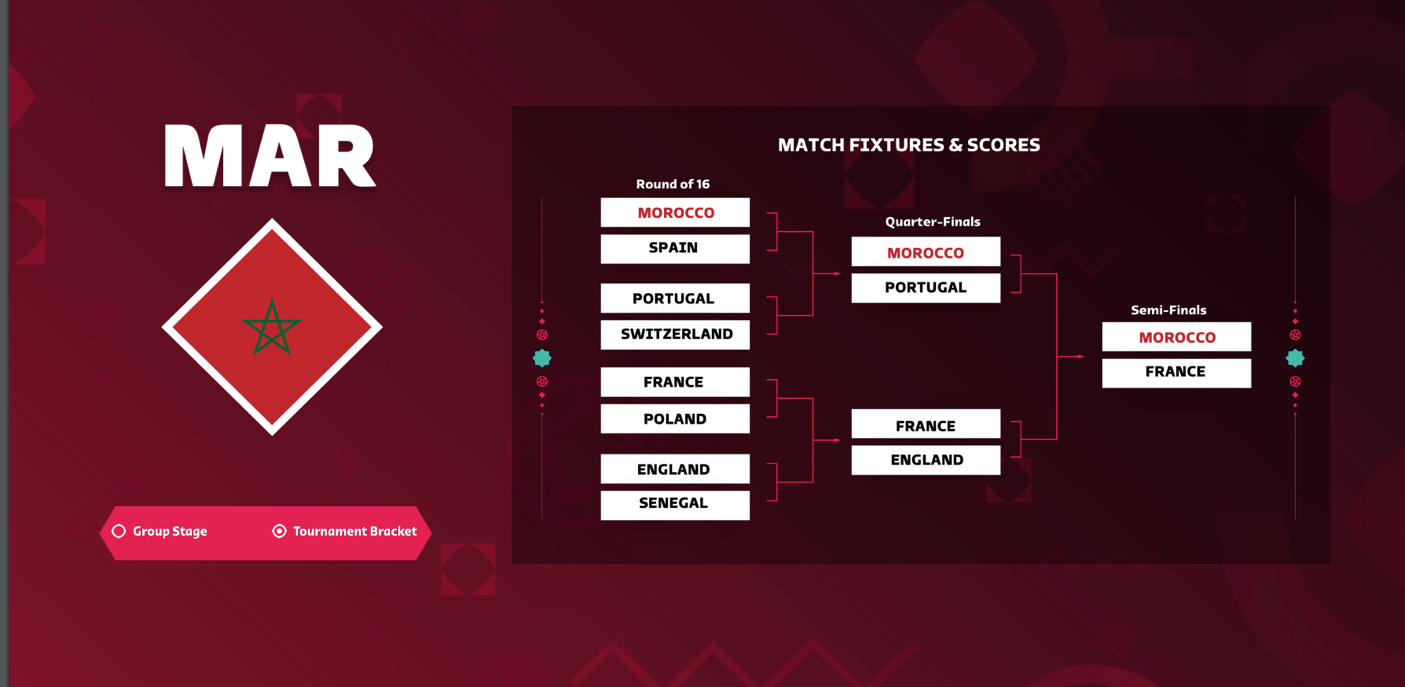 MAR
Group Stage
Tournament Bracket
MATCH FIXTURES & SCORES
Round of 16
MOROCCO
SPAIN
PORTUGAL
SWITZERLAND
FRANCE
POLAND
ENGLAND
SENEGAL
Quarter-Finals
MOROCCO
PORTUGAL
FRANCE
ENGLAND
Semi-Finals
MOROCCO
FRANCE